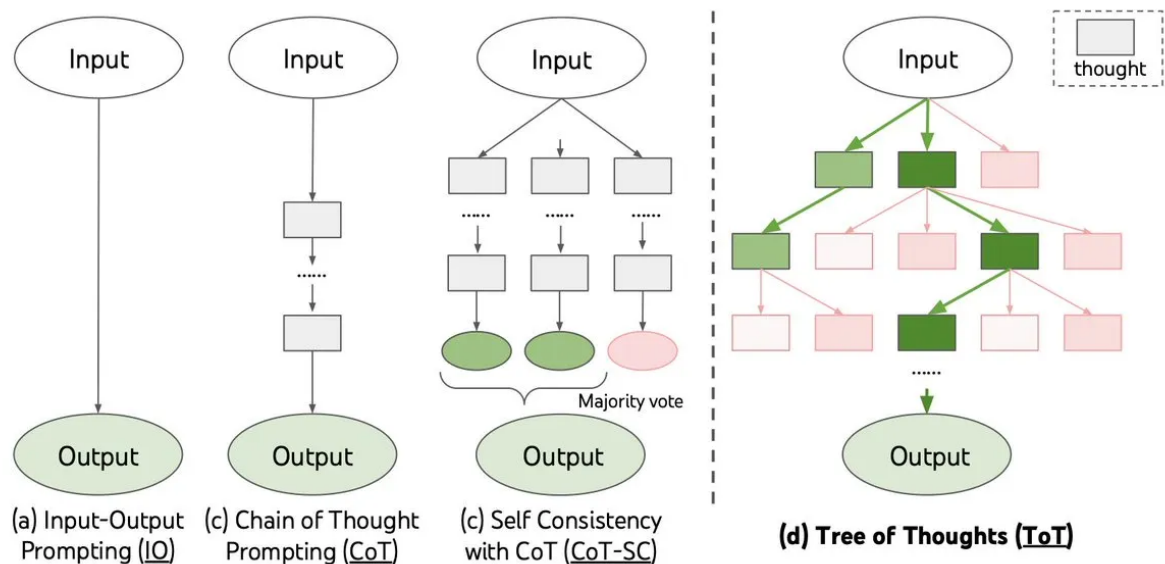 Input
Input
Input
Input
thought
......
......
......
......
......
Majority vote
Output
Output
Output
Output
(a) Input-Output
Prompting (IO)
(c) Chain of Thought
Prompting (CoT)
(c) Self Consistency
with CoT (CoT-SC)
(d) Tree of Thoughts (ToT)